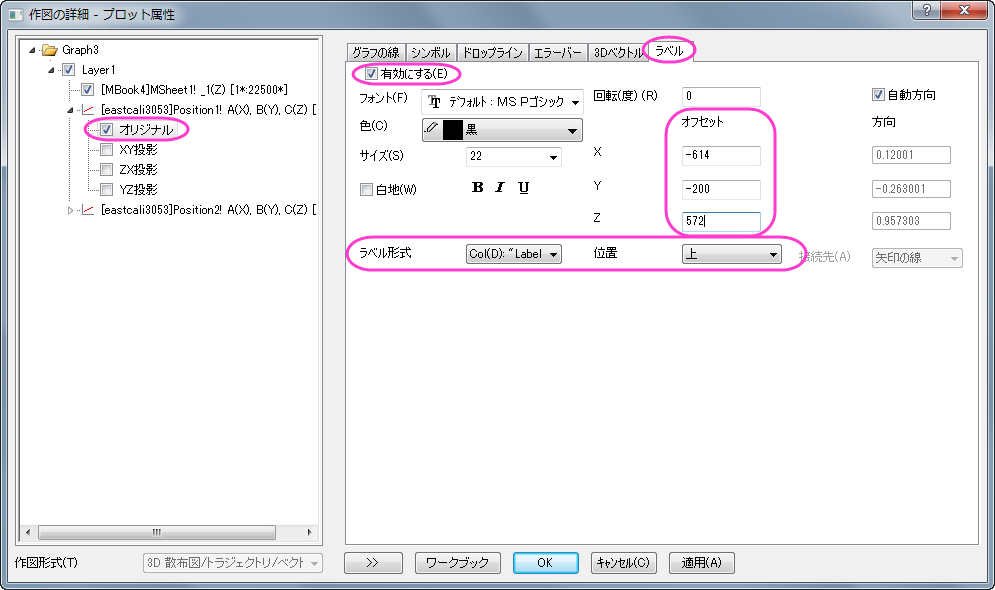 作図の詳細 - プロット属性
Graph3
Layer1
[MBook4]MSheet1! _1(Z) [1*:22500*]
[eastcali3053]Position1! A(X), B(Y), C(Z) [
オリジナル
XY投影
ZX投影
YZ投影
[eastcali3053]Position2! A(X), B(Y), C(Z) [
グラフの線 シンボル ドロップライン エラーバー 3Dベクトル ラベル
有効にする(E)
フォント(F) デフォルト: MS Pゴシック 回転(度) (R) 0 自動方向
色(C) 黒 オフセット 方向
サイズ(S) 22 X -614 0.12001
白地(W) B I U Y -200 -0.263001
Z 572 0.957303
ラベル形式 Col(D): "Label 位置 上 接続先(A) 矢印の線
作図形式(T) 3D 散布図/トラジェクトリ/ベクト >> ワークブック OK キャンセル(C) 適用(A)